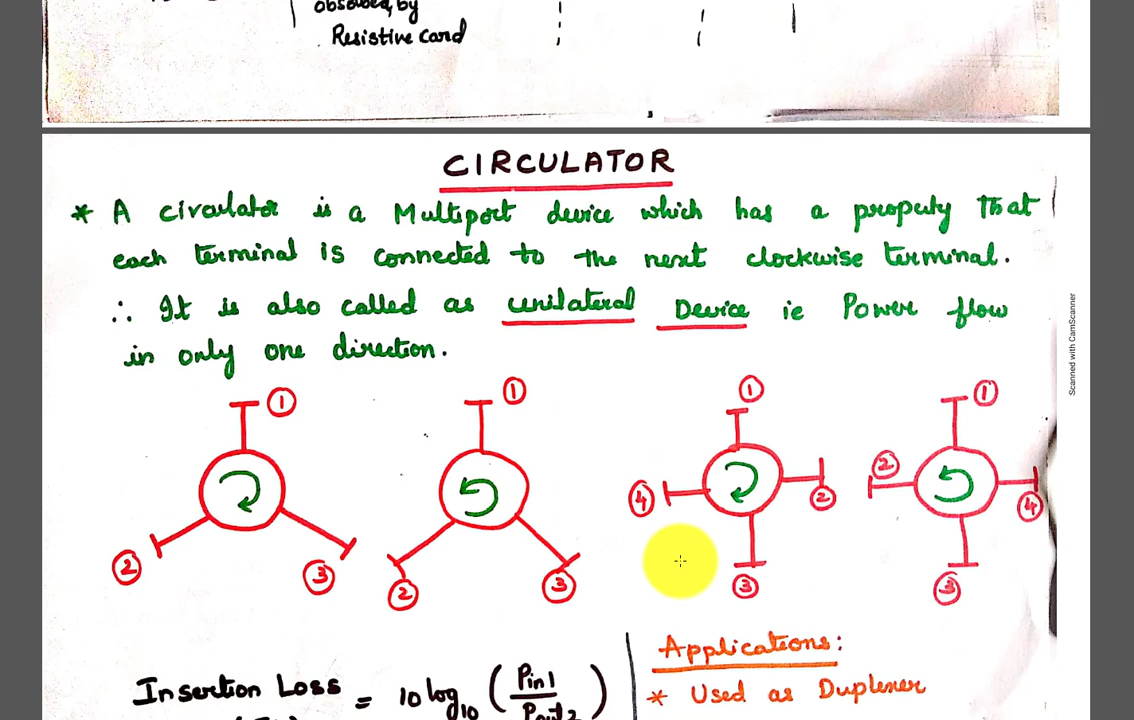 obsorbed, by
Resistive card
CIRCULATOR
* A circulator is a Multiport device which has a property that
each terminal is connected to the next clockwise terminal.
∴ It is also called as unilateral Device ie Power flow
in only one direction.
1
2
3
1
2
3
1
2
3
4
1
2
3
4
Insertion Loss = 10 log10 (Pin1 / Pout2)
Applications:
* Used as Duplexer
Scanned with CamScanner